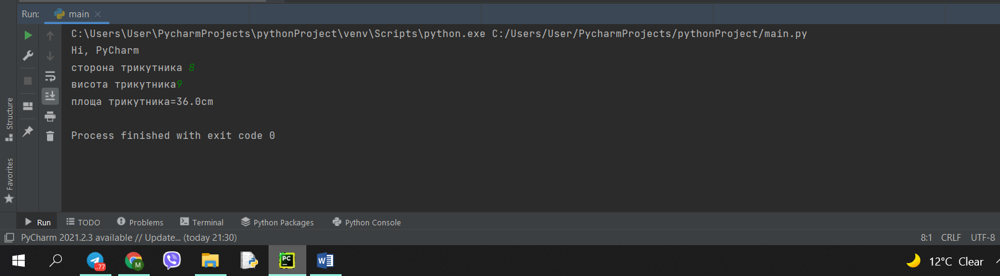 Run: main
C:\Users\User\PycharmProjects\pythonProject\venv\Scripts\python.exe C:/Users/User/PycharmProjects/pythonProject/main.py
Hi, PyCharm
сторона трикутника 8
висота трикутника9
площа трикутника=36.0cm
Process finished with exit code 0
Structure
Favorites
Run TODO Problems Terminal Python Packages Python Console
PyCharm 2021.2.3 available // Update... (today 21:30) 8:1 CRLF UTF-8
..77 M PC W 12°C Clear